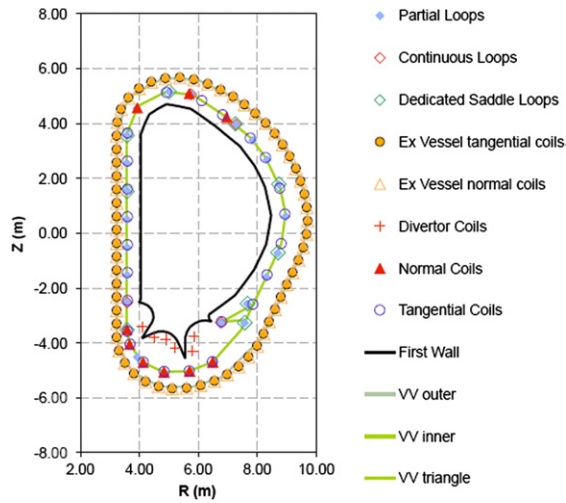 8.00
6.00
4.00
2.00
0.00
-2.00
-4.00
-6.00
-8.00
Z (m)
2.00 4.00 6.00 8.00 10.00
R (m)
Partial Loops
Continuous Loops
Dedicated Saddle Loops
Ex Vessel tangential coils
Ex Vessel normal coils
Divertor Coils
Normal Coils
Tangential Coils
First Wall
VV outer
VV inner
VV triangle